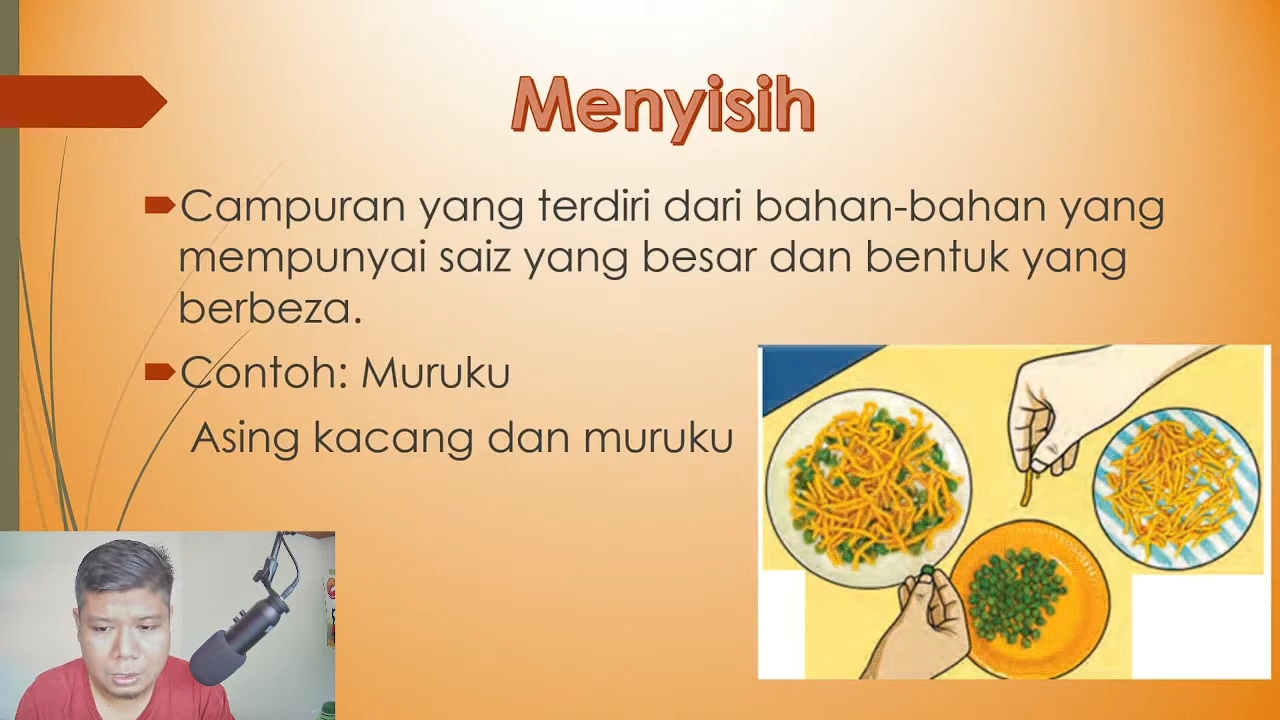 Menyisih
Campuran yang terdiri dari bahan-bahan yang
mempunyai saiz yang besar dan bentuk yang
berbeza.
Contoh: Muruku
Asing kacang dan muruku